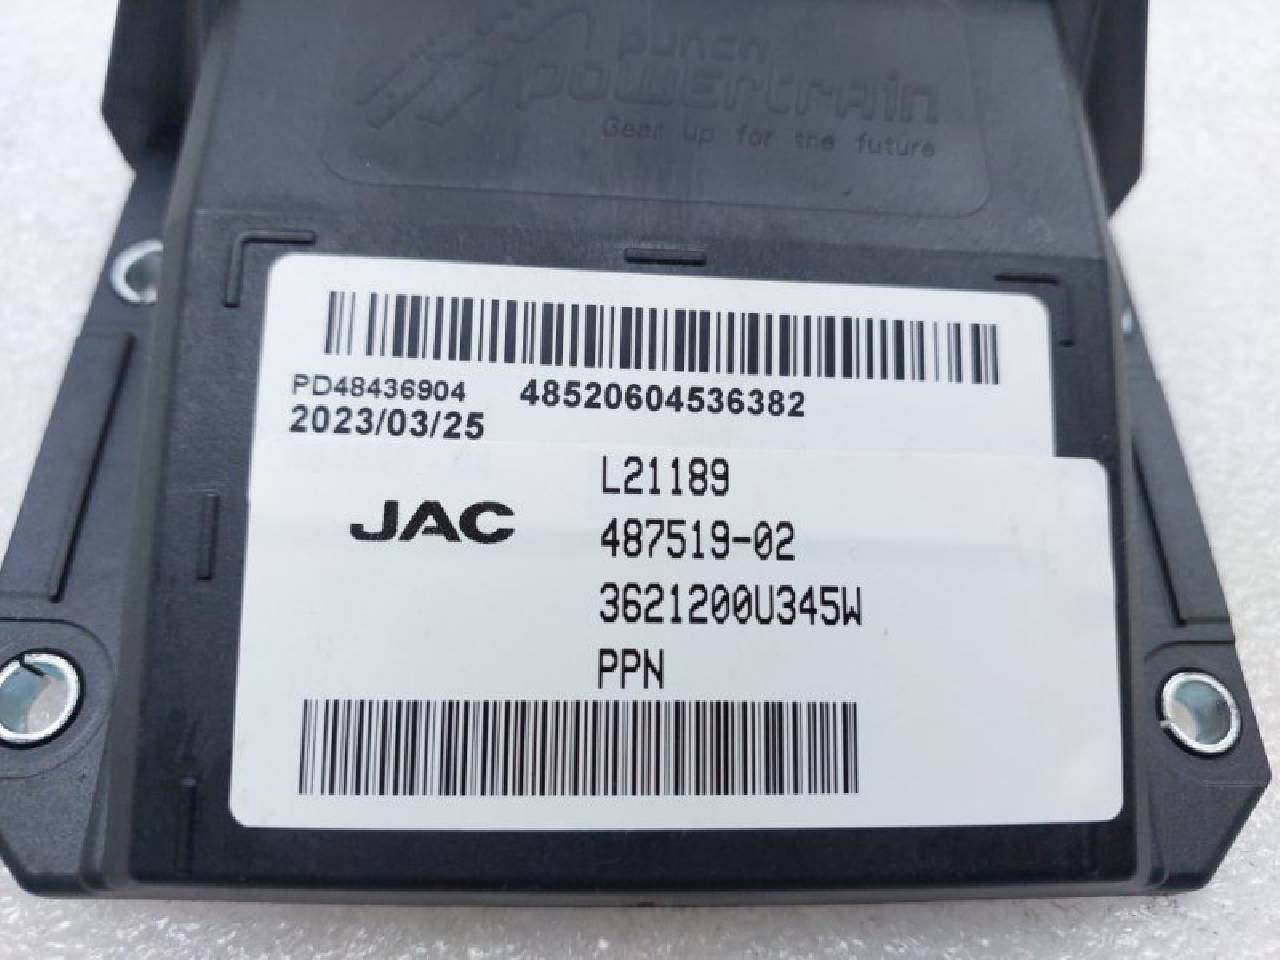 punch
powertrain
Gear up for the future
PD48436904 48520604536382
2023/03/25
L21189
JAC 487519-02
3621200U345W
PPN